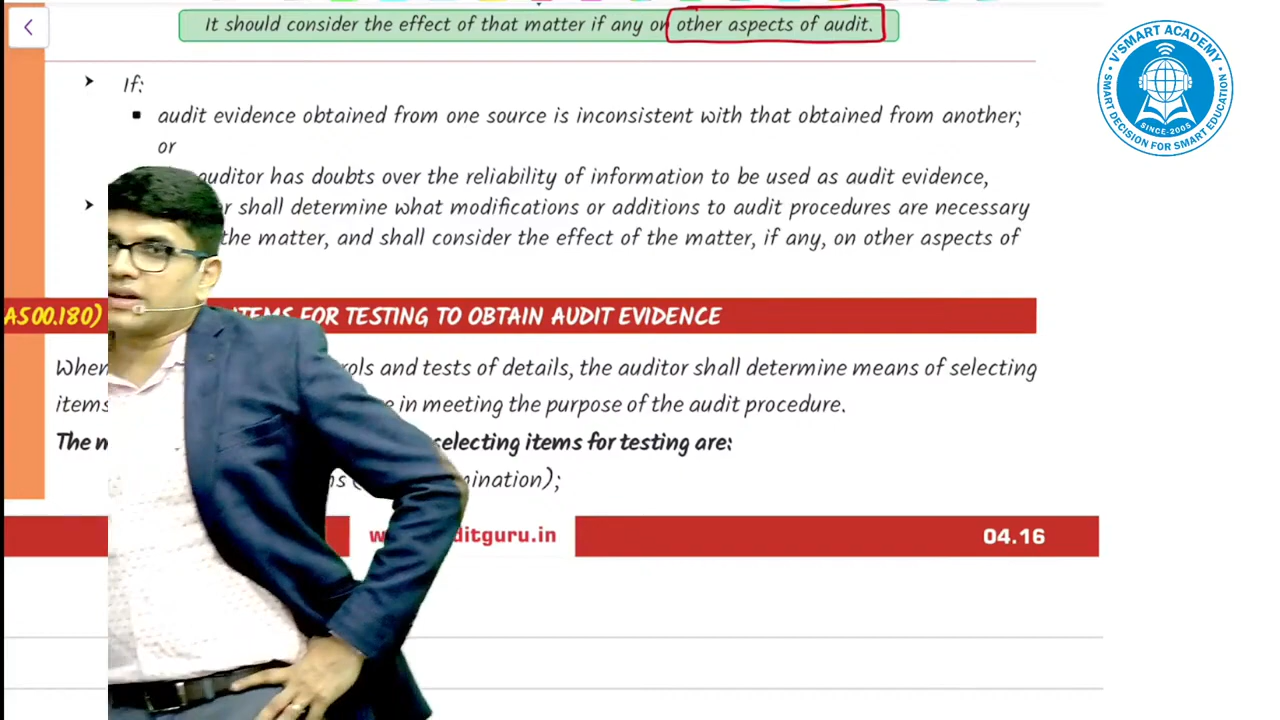 It should consider the effect of that matter if any on other aspects of audit.
If:
audit evidence obtained from one source is inconsistent with that obtained from another;
or
auditor has doubts over the reliability of information to be used as audit evidence,
shall determine what modifications or additions to audit procedures are necessary
the matter, and shall consider the effect of the matter, if any, on other aspects of
A500.180) ITEMS FOR TESTING TO OBTAIN AUDIT EVIDENCE
When rols and tests of details, the auditor shall determine means of selecting
items e in meeting the purpose of the audit procedure.
The m selecting items for testing are:
mination);
ditguru.in
04.16
V'SMART ACADEMY
SINCE-2005
SMART DECISION FOR SMART EDUCATION